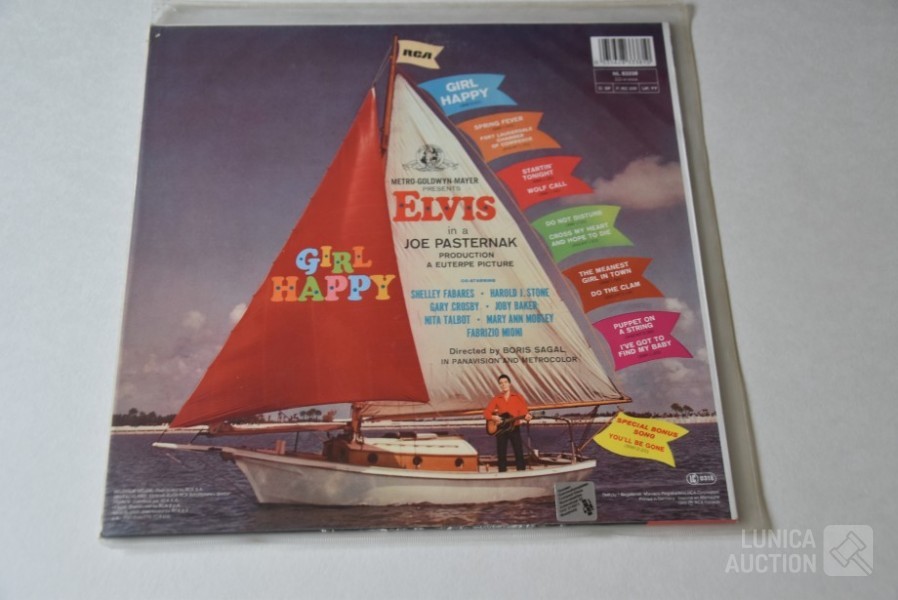 RCA
GIRL
HAPPY
SPRING FEVER
FORT LAUDERDALE
CHAMBER
OF COMMERCE
STARTIN'
TONIGHT
WOLF CALL
DO NOT DISTURB
CROSS MY HEART
AND HOPE TO DIE
THE MEANEST
GIRL IN TOWN
DO THE CLAM
PUPPET ON
A STRING
I'VE GOT TO
FIND MY BABY
SPECIAL BONUS
SONG
YOU'LL BE GONE
METRO-GOLDWYN-MAYER
PRESENTS
ELVIS
in a
JOE PASTERNAK
PRODUCTION
A EUTERPE PICTURE
CO-STARRING
SHELLEY FABARES • HAROLD J. STONE
GARY CROSBY • JOBY BAKER
NITA TALBOT • MARY ANN MOBLEY
FABRIZIO MIONI
Directed by BORIS SAGAL
IN PANAVISION AND METROCOLOR
GIRL
HAPPY
LUNICA
AUCTION